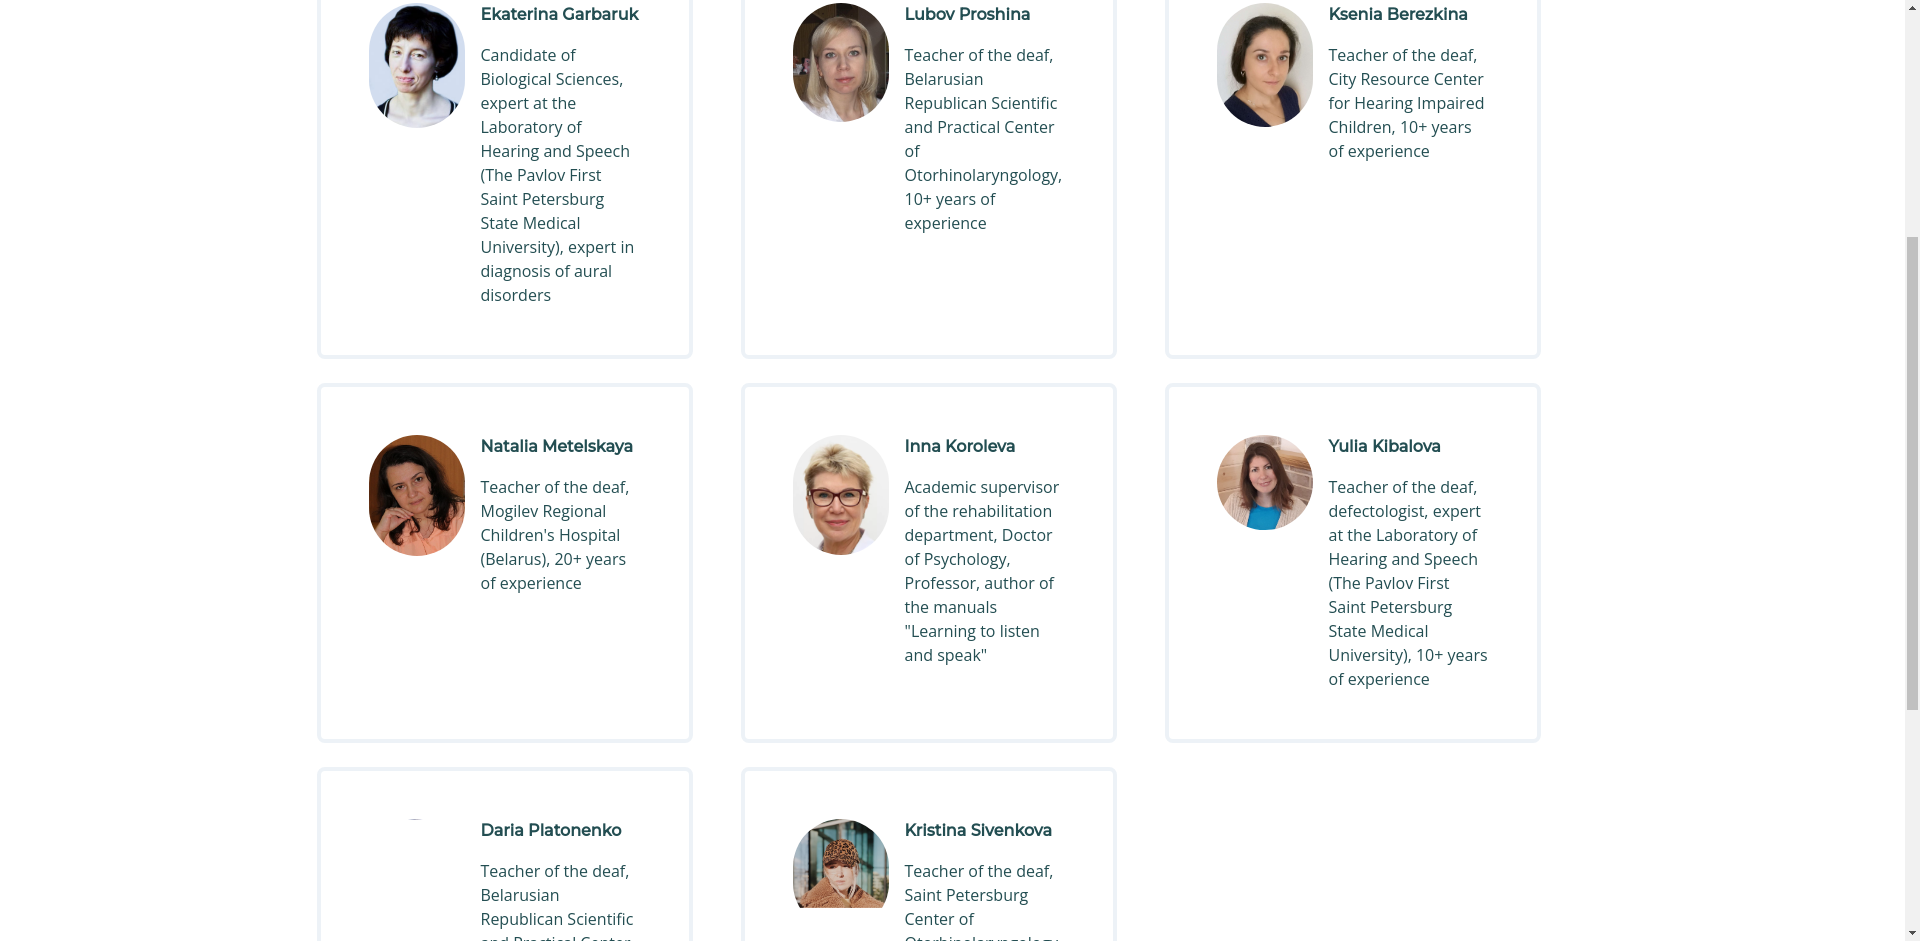 Ekaterina Garbaruk
Candidate of
Biological Sciences,
expert at the
Laboratory of
Hearing and Speech
(The Pavlov First
Saint Petersburg
State Medical
University), expert in
diagnosis of aural
disorders
Lubov Proshina
Teacher of the deaf,
Belarusian
Republican Scientific
and Practical Center
of
Otorhinolaryngology,
10+ years of
experience
Ksenia Berezkina
Teacher of the deaf,
City Resource Center
for Hearing Impaired
Children, 10+ years
of experience
Natalia Metelskaya
Teacher of the deaf,
Mogilev Regional
Children's Hospital
(Belarus), 20+ years
of experience
Inna Koroleva
Academic supervisor
of the rehabilitation
department, Doctor
of Psychology,
Professor, author of
the manuals
"Learning to listen
and speak"
Yulia Kibalova
Teacher of the deaf,
defectologist, expert
at the Laboratory of
Hearing and Speech
(The Pavlov First
Saint Petersburg
State Medical
University), 10+ years
of experience
Daria Platonenko
Teacher of the deaf,
Belarusian
Republican Scientific
and Practical Center
Kristina Sivenkova
Teacher of the deaf,
Saint Petersburg
Center of
Otorhinolaryngology